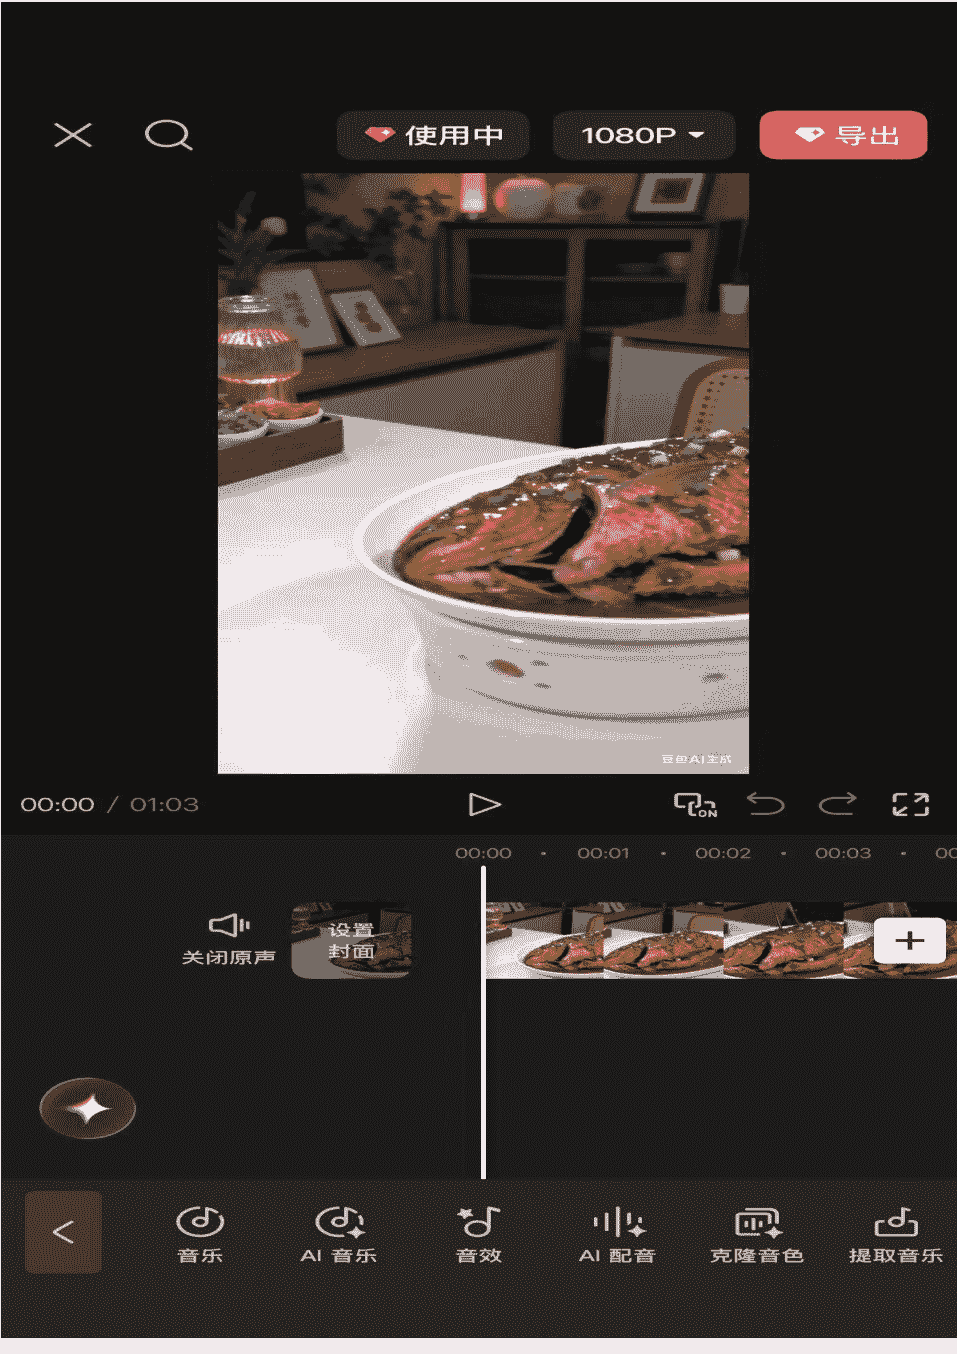 使用中
1080P
导出
豆包AI生成
00:00 / 01:03
ON
00:00
00:01
00:02
00:03
关闭原声
设置
封面
音乐
AI 音乐
音效
AI 配音
克隆音色
提取音乐